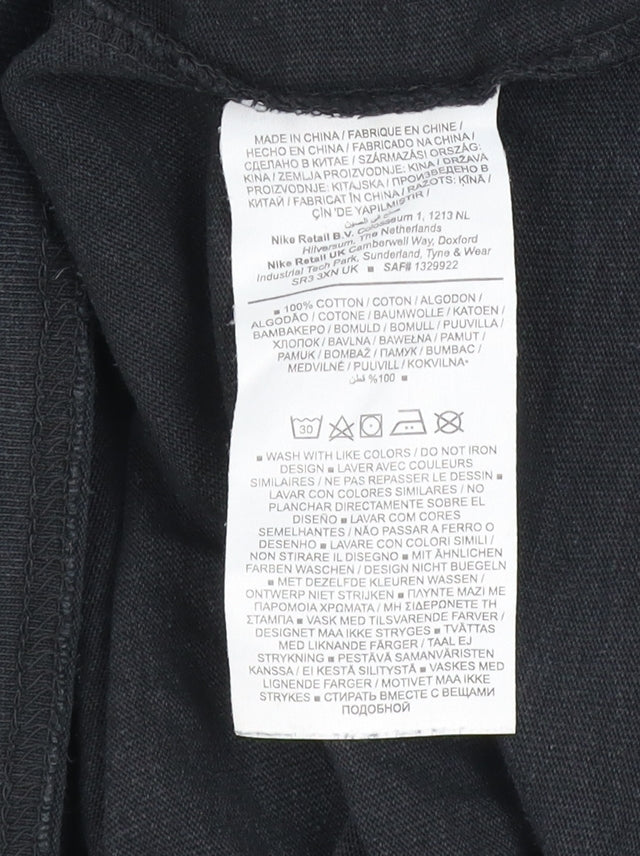 MADE IN CHINA / FABRIQUE EN CHINE /
HECHO EN CHINA / FABRICADO NA CHINA /
СДЕЛАНО В КИТАЕ / SZÁRMAZÁSI ORSZÁG:
KÍNA / ZEMLJA PROIZVODNJE: KINA / DRŽAVA
PROIZVODNJE: KITAJSKA / ПРОИЗВЕДЕНО В
КИТАЙ / FABRICAT ÎN CHINA / RAŽOTS: ĶĪNĀ /
ÇİN 'DE YAPILMIŞTIR /
صنع في الصين
Nike Retail B.V. Colosseum 1, 1213 NL
Hilversum, The Netherlands
Nike Retail UK Camberwell Way, Doxford
Industrial Tech Park, Sunderland, Tyne & Wear
SR3 3XN UK ■ SAF# 1329922
■ 100% COTTON / COTON / ALGODON /
ALGODÃO / COTONE / BAUMWOLLE / KATOEN /
ΒΑΜΒΑΚΕΡΟ / BOMULD / BOMULL / PUUVILLA /
ХЛОПОК / BAVLNA / BAWEŁNA / PAMUT /
PAMUK / BOMBAŽ / ПАМУК / BUMBAC /
MEDVILNĖ / PUUVILL / KOKVILNA*
%100 قطن ■
30
■ WASH WITH LIKE COLORS / DO NOT IRON
DESIGN ■ LAVER AVEC COULEURS
SIMILAIRES / NE PAS REPASSER LE DESSIN ■
LAVAR CON COLORES SIMILARES / NO
PLANCHAR DIRECTAMENTE SOBRE EL
DISEÑO ■ LAVAR COM CORES
SEMELHANTES / NÃO PASSAR A FERRO O
DESENHO ■ LAVARE CON COLORI SIMILI /
NON STIRARE IL DISEGNO ■ MIT ÄHNLICHEN
FARBEN WASCHEN / DESIGN NICHT BUEGELN
■ MET DEZELFDE KLEUREN WASSEN /
ONTWERP NIET STRIJKEN ■ ΠΛΥΝΤΕ ΜΑΖΙ ΜΕ
ΠΑΡΟΜΟΙΑ ΧΡΩΜΑΤΑ / ΜΗ ΣΙΔΕΡΩΝΕΤΕ ΤΗ
ΣΤΑΜΠΑ ■ VASK MED TILSVARENDE FARVER /
DESIGNET MAA IKKE STRYGES ■ TVÄTTAS
MED LIKNANDE FÄRGER / TAAL EJ
STRYKNING ■ PESTÄVÄ SAMANVÄRISTEN
KANSSA / EI KESTÄ SILITYSTÄ ■ VASKES MED
LIGNENDE FARGER / MOTIVET MAA IKKE
STRYKES ■ СТИРАТЬ ВМЕСТЕ С ВЕЩАМИ
ПОДОБНОЙ